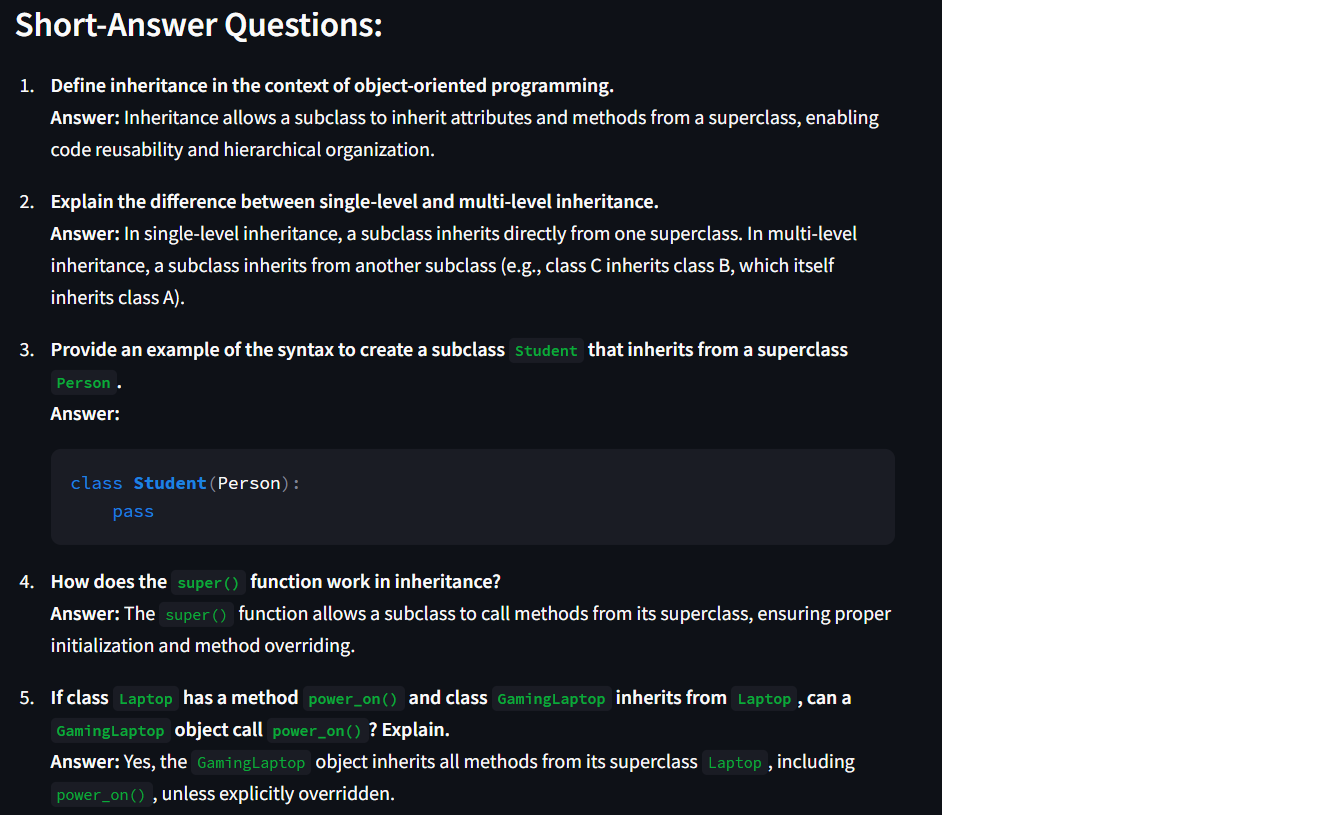 Short-Answer Questions:
1. Define inheritance in the context of object-oriented programming.
Answer: Inheritance allows a subclass to inherit attributes and methods from a superclass, enabling
code reusability and hierarchical organization.
2. Explain the difference between single-level and multi-level inheritance.
Answer: In single-level inheritance, a subclass inherits directly from one superclass. In multi-level
inheritance, a subclass inherits from another subclass (e.g., class C inherits class B, which itself
inherits class A).
3. Provide an example of the syntax to create a subclass Student that inherits from a superclass
Person .
Answer:
class Student(Person):
    pass
4. How does the super() function work in inheritance?
Answer: The super() function allows a subclass to call methods from its superclass, ensuring proper
initialization and method overriding.
5. If class Laptop has a method power_on() and class GamingLaptop inherits from Laptop , can a
GamingLaptop object call power_on() ? Explain.
Answer: Yes, the GamingLaptop object inherits all methods from its superclass Laptop , including
power_on() , unless explicitly overridden.